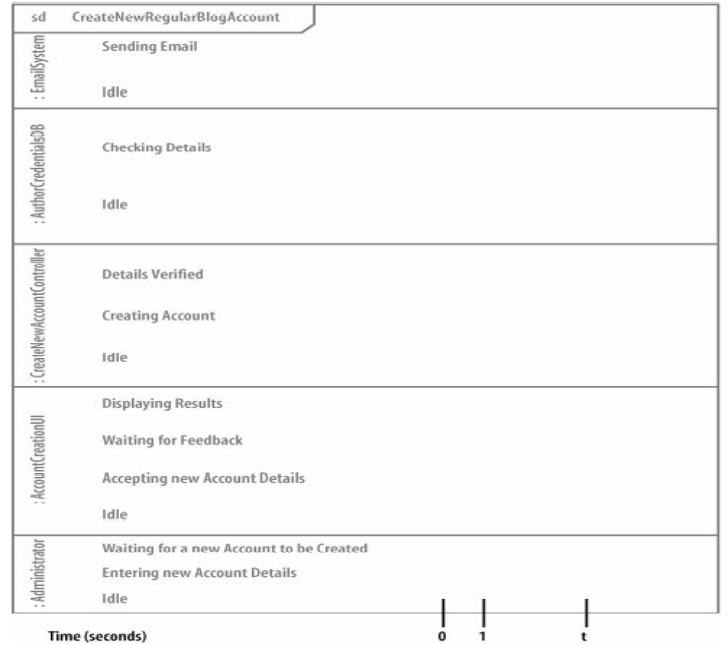 sd CreateNewRegularBlogAccount
: EmailSystem
Sending Email
Idle
: AuthorCredentialsDB
Checking Details
Idle
: CreateNewAccountController
Details Verified
Creating Account
Idle
: AccountCreationUI
Displaying Results
Waiting for Feedback
Accepting new Account Details
Idle
: Administrator
Waiting for a new Account to be Created
Entering new Account Details
Idle
Time (seconds) 0 1 t